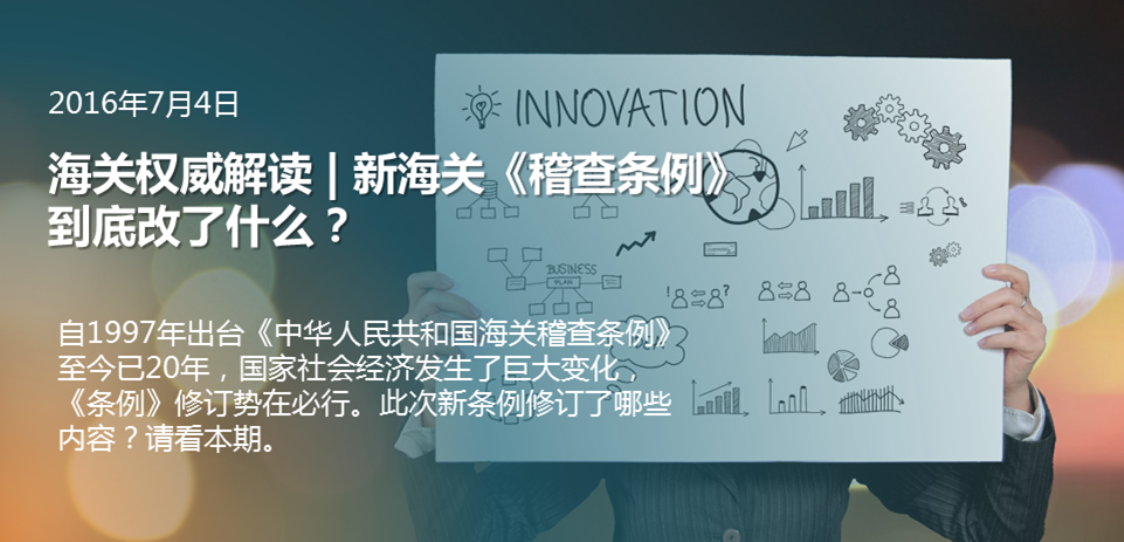 2016年7月4日
INNOVATION
海关权威解读 | 新海关《稽查条例》
到底改了什么？
BUSINESS
PLAN
! ?
自1997年出台《中华人民共和国海关稽查条例》
至今已20年，国家社会经济发生了巨大变化，
《条例》修订势在必行。此次新条例修订了哪些
内容？请看本期。